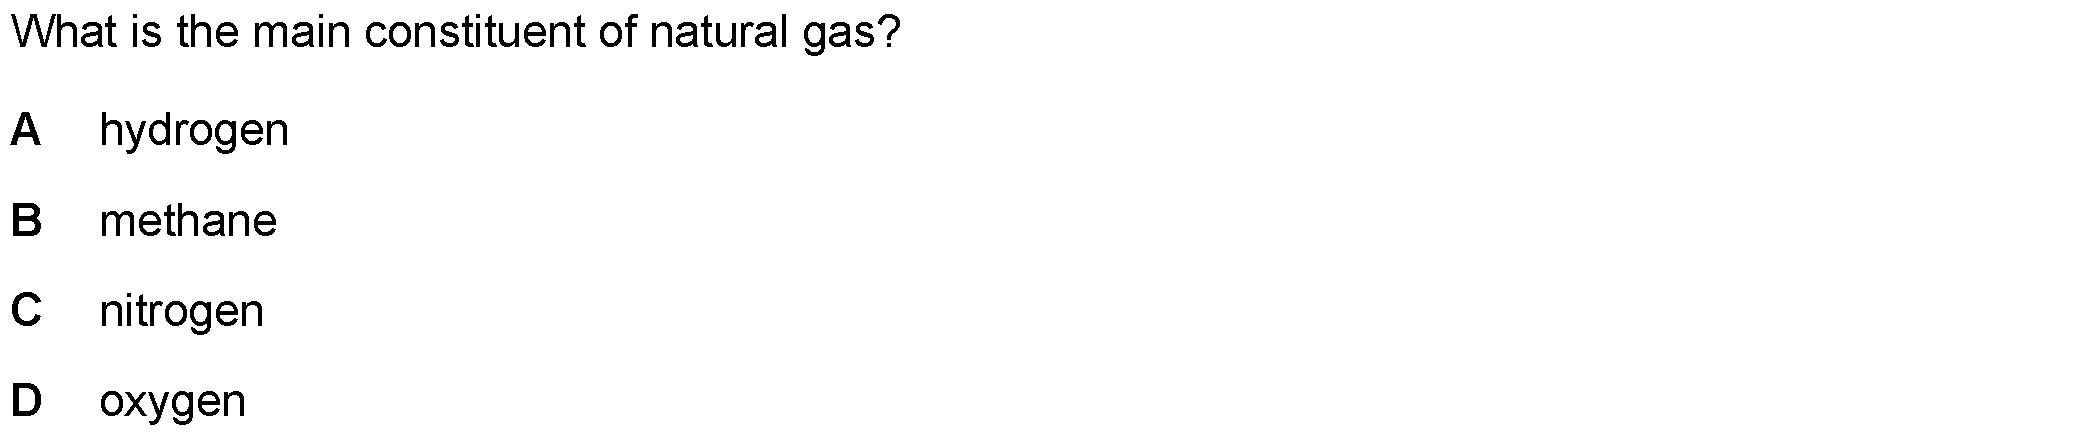 What is the main constituent of natural gas?
A hydrogen
B methane
C nitrogen
D oxygen